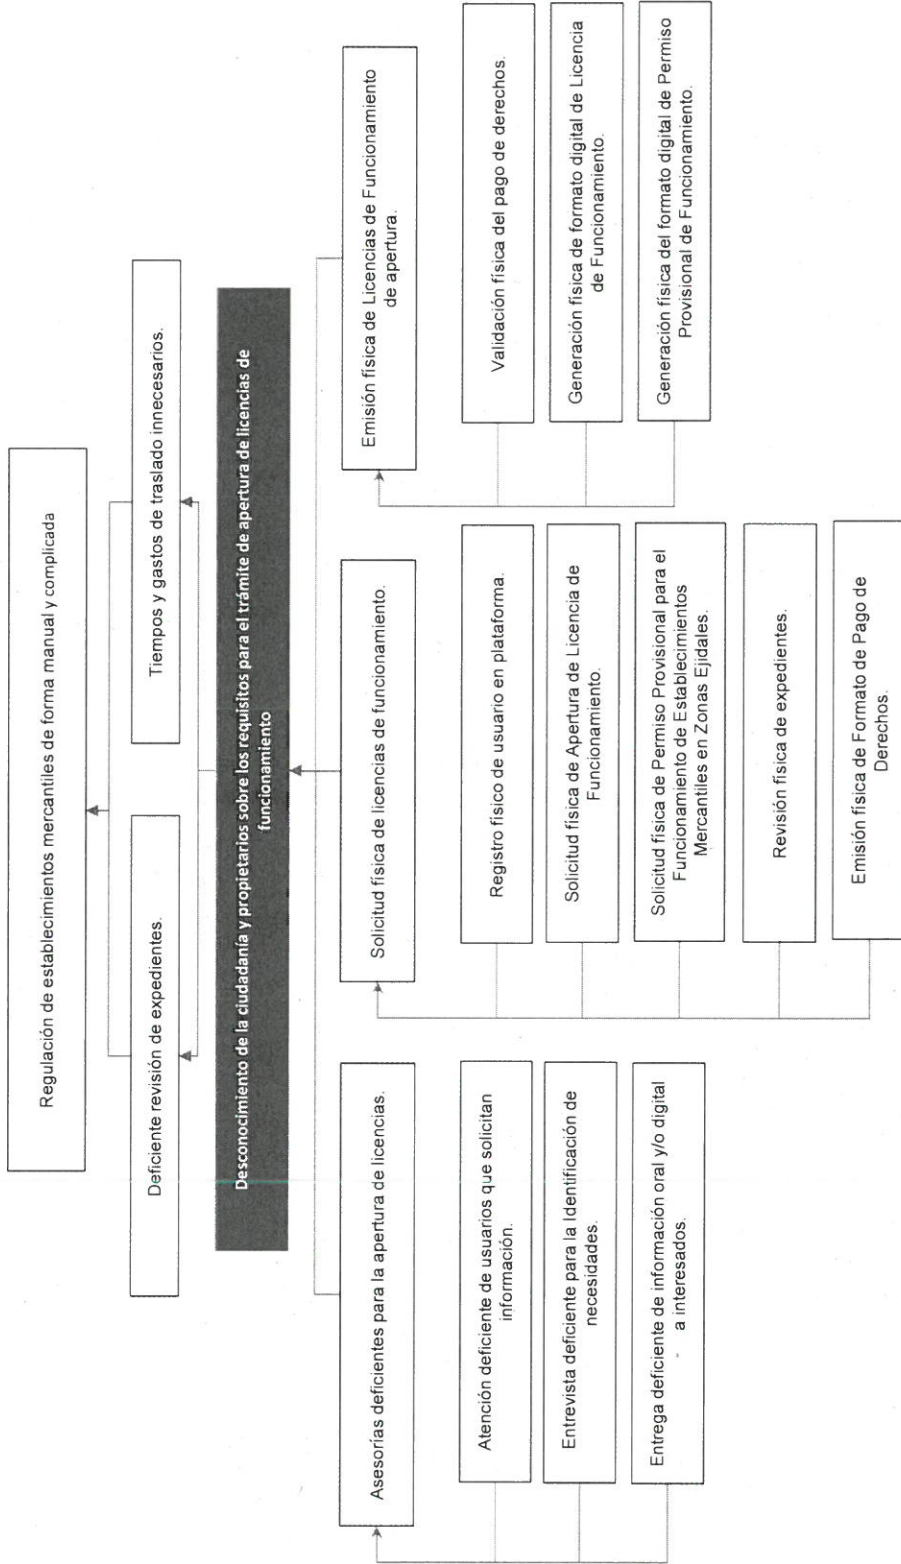 Regulación de establecimientos mercantiles de forma manual y complicada
Deficiente revisión de expedientes.
Tiempos y gastos de traslado innecesarios.
Desconocimiento de la ciudadanía y propietarios sobre los requisitos para el trámite de apertura de licencias de
funcionamiento
Asesorías deficientes para la apertura de licencias.
Atención deficiente de usuarios que solicitan
información.
Entrevista deficiente para la Identificación de
necesidades.
Entrega deficiente de información oral y/o digital
a interesados.
Solicitud física de licencias de funcionamiento.
Registro físico de usuario en plataforma.
Solicitud física de Apertura de Licencia de
Funcionamiento.
Solicitud física de Permiso Provisional para el
Funcionamiento de Establecimientos
Mercantiles en Zonas Ejidales.
Revisión física de expedientes.
Emisión física de Formato de Pago de
Derechos.
Emisión física de Licencias de Funcionamiento
de apertura.
Validación física del pago de derechos.
Generación física de formato digital de Licencia
de Funcionamiento.
Generación física del formato digital de Permiso
Provisional de Funcionamiento.